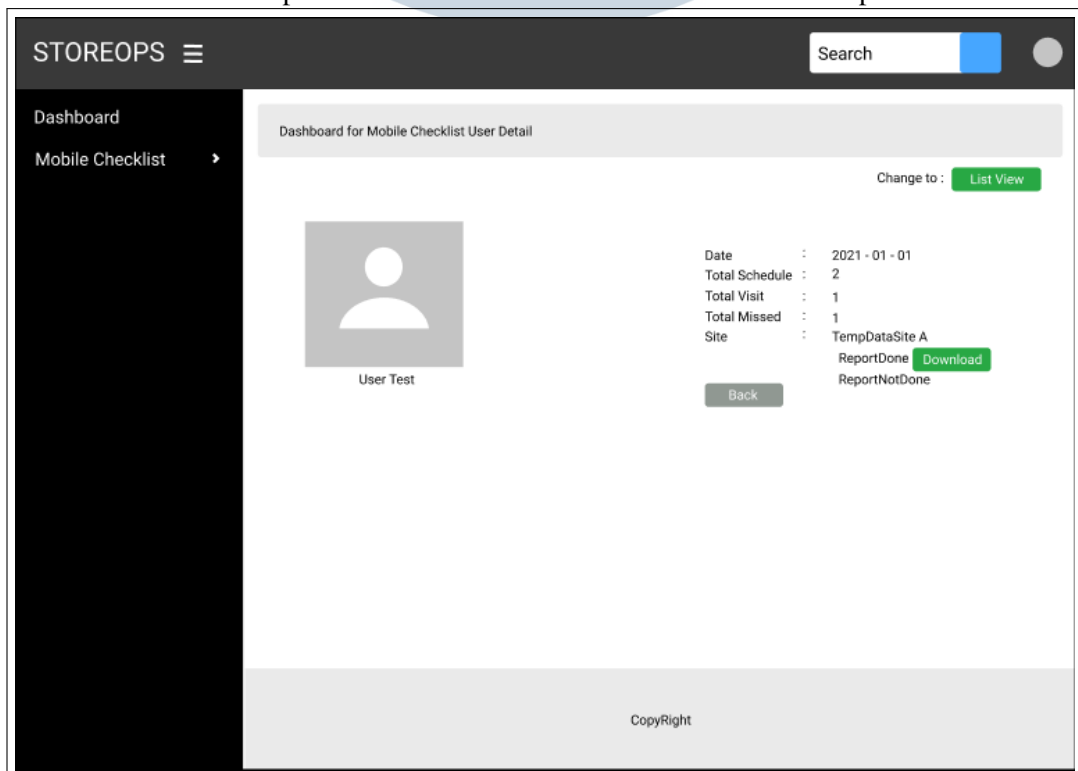 STOREOPS
Search
Dashboard
Mobile Checklist
Dashboard for Mobile Checklist User Detail
Change to : List View
User Test
Date : 2021 - 01 - 01
Total Schedule : 2
Total Visit : 1
Total Missed : 1
Site : TempDataSite A
ReportDone Download
ReportNotDone
Back
CopyRight